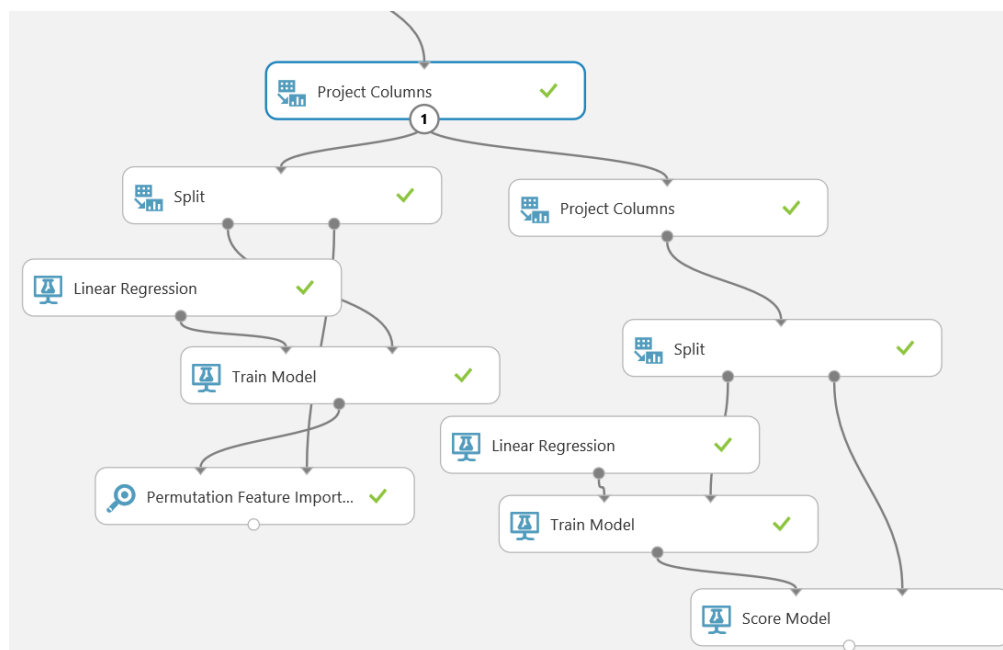 Project Columns
1
Split
Project Columns
Linear Regression
Split
Train Model
Linear Regression
Permutation Feature Import...
Train Model
Score Model